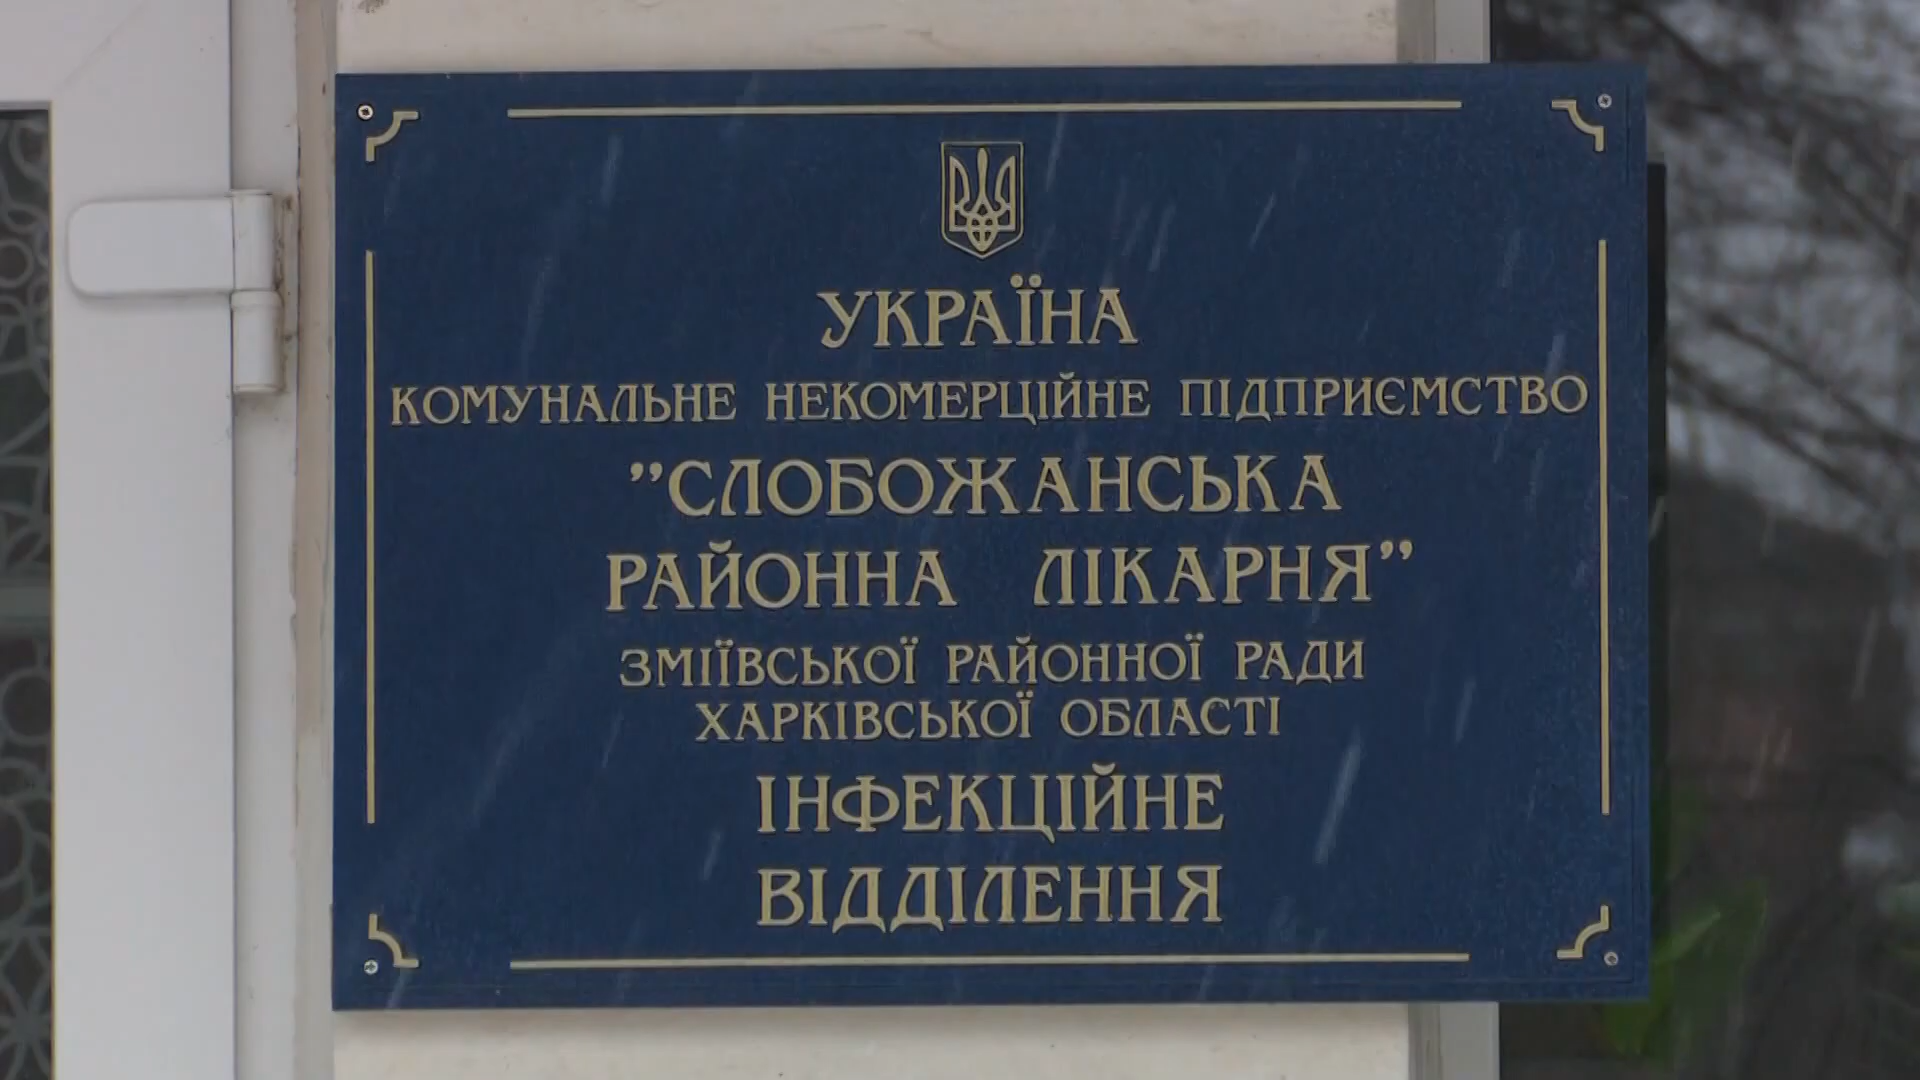 УКРАЇНА
КОМУНАЛЬНЕ НЕКОМЕРЦІЙНЕ ПІДПРИЄМСТВО
"СЛОБОЖАНСЬКА
РАЙОННА ЛІКАРНЯ"
ЗМІЇВСЬКОЇ РАЙОННОЇ РАДИ
ХАРКІВСЬКОЇ ОБЛАСТІ
ІНФЕКЦІЙНЕ
ВІДДІЛЕННЯ